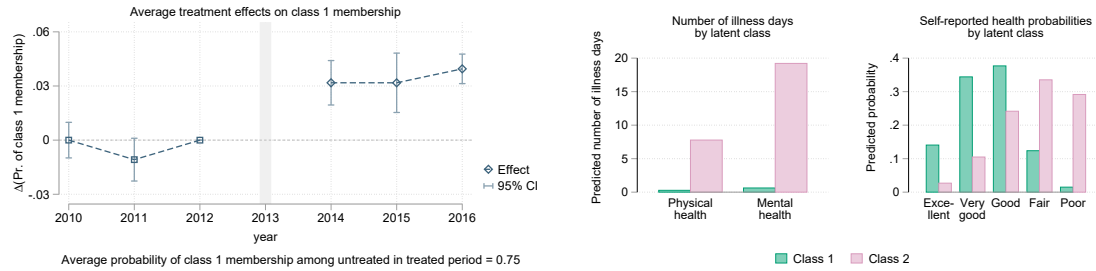 Average treatment effects on class 1 membership
Δ(Pr. of class 1 membership)
.06
.03
0
-.03
2010 2011 2012 2013 2014 2015 2016
year
Effect
95% CI
Average probability of class 1 membership among untreated in treated period = 0.75
Number of illness days
by latent class
Predicted number of illness days
20
15
10
5
0
Physical
health
Mental
health
Self-reported health probabilities
by latent class
Predicted probability
.4
.3
.2
.1
0
Exce-
llent
Very
good
Good
Fair
Poor
Class 1
Class 2